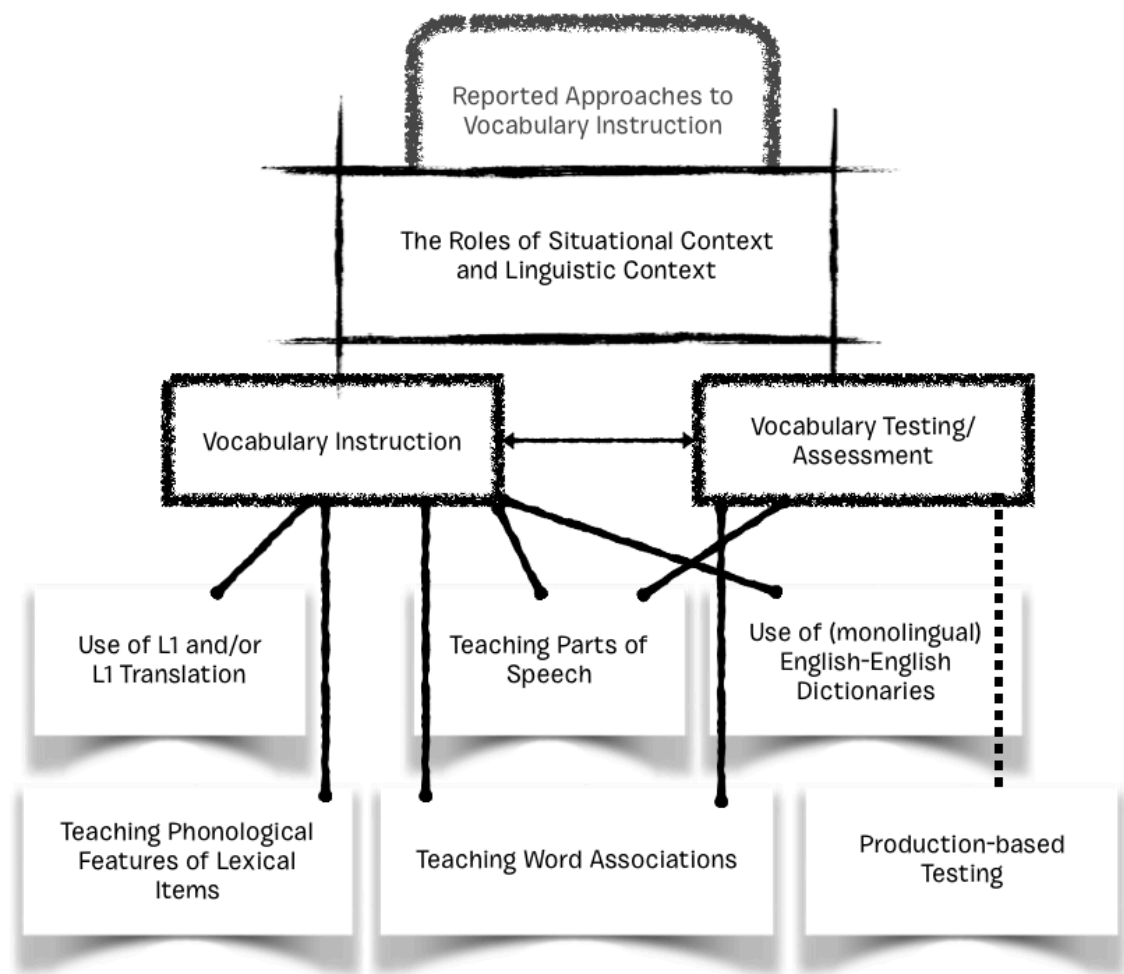 Reported Approaches to
Vocabulary Instruction
The Roles of Situational Context
and Linguistic Context
Vocabulary Instruction
Vocabulary Testing/
Assessment
Use of L1 and/or
L1 Translation
Teaching Parts of
Speech
Use of (monolingual)
English-English
Dictionaries
Teaching Phonological
Features of Lexical
Items
Teaching Word Associations
Production-based
Testing